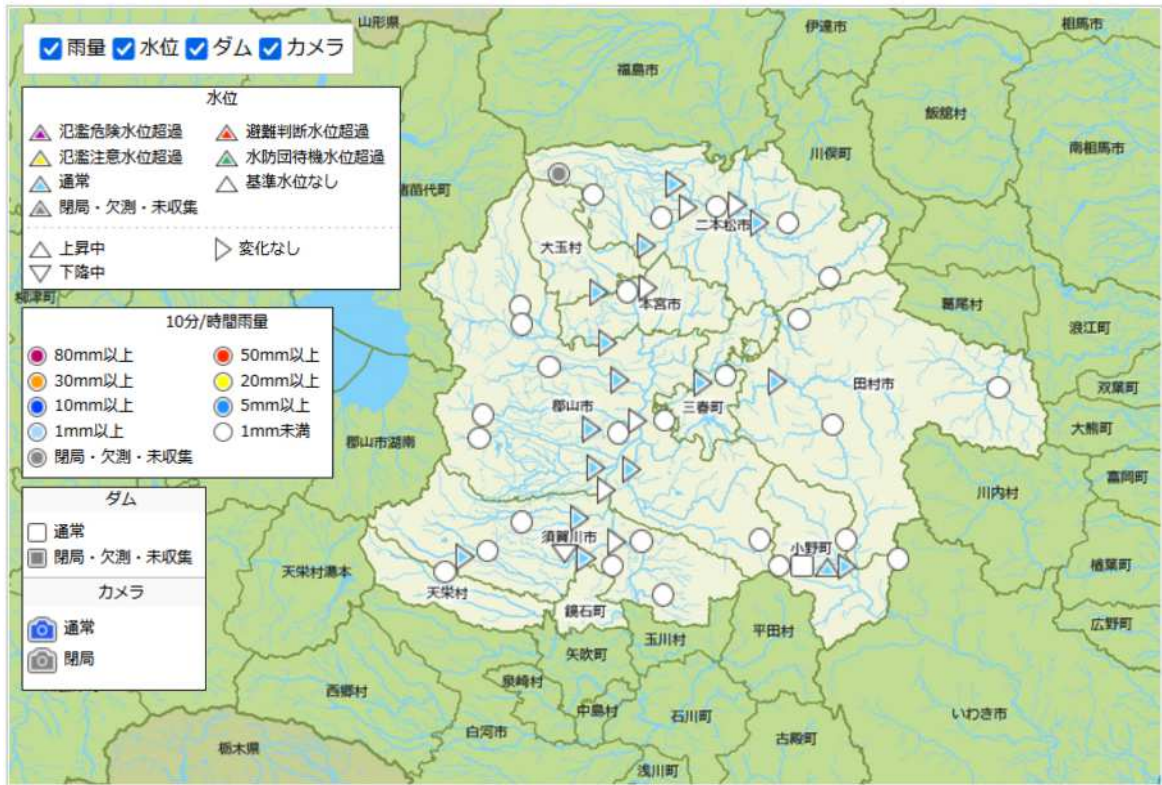 雨量 水位 ダム カメラ
水位
氾濫危険水位超過 避難判断水位超過
氾濫注意水位超過 水防団待機水位超過
通常 基準水位なし
閉局・欠測・未収集
上昇中 変化なし
下降中
10分/時間雨量
80mm以上 50mm以上
30mm以上 20mm以上
10mm以上 5mm以上
1mm以上 1mm未満
閉局・欠測・未収集
ダム
通常
閉局・欠測・未収集
カメラ
通常
閉局
山形県
伊達市
相馬市
福島市
飯舘村
川俣町
南相馬市
猪苗代町
二本松市
大玉村
柳津町
本宮市
葛尾村
浪江町
双葉町
田村市
三春町
郡山市
大熊町
郡山市湖南
富岡町
川内村
須賀川市
小野町
楢葉町
天栄村湯本
天栄村
鏡石町
広野町
玉川村
平田村
矢吹町
泉崎村
西郷村
中島村
石川町
いわき市
白河市
古殿町
栃木県
浅川町